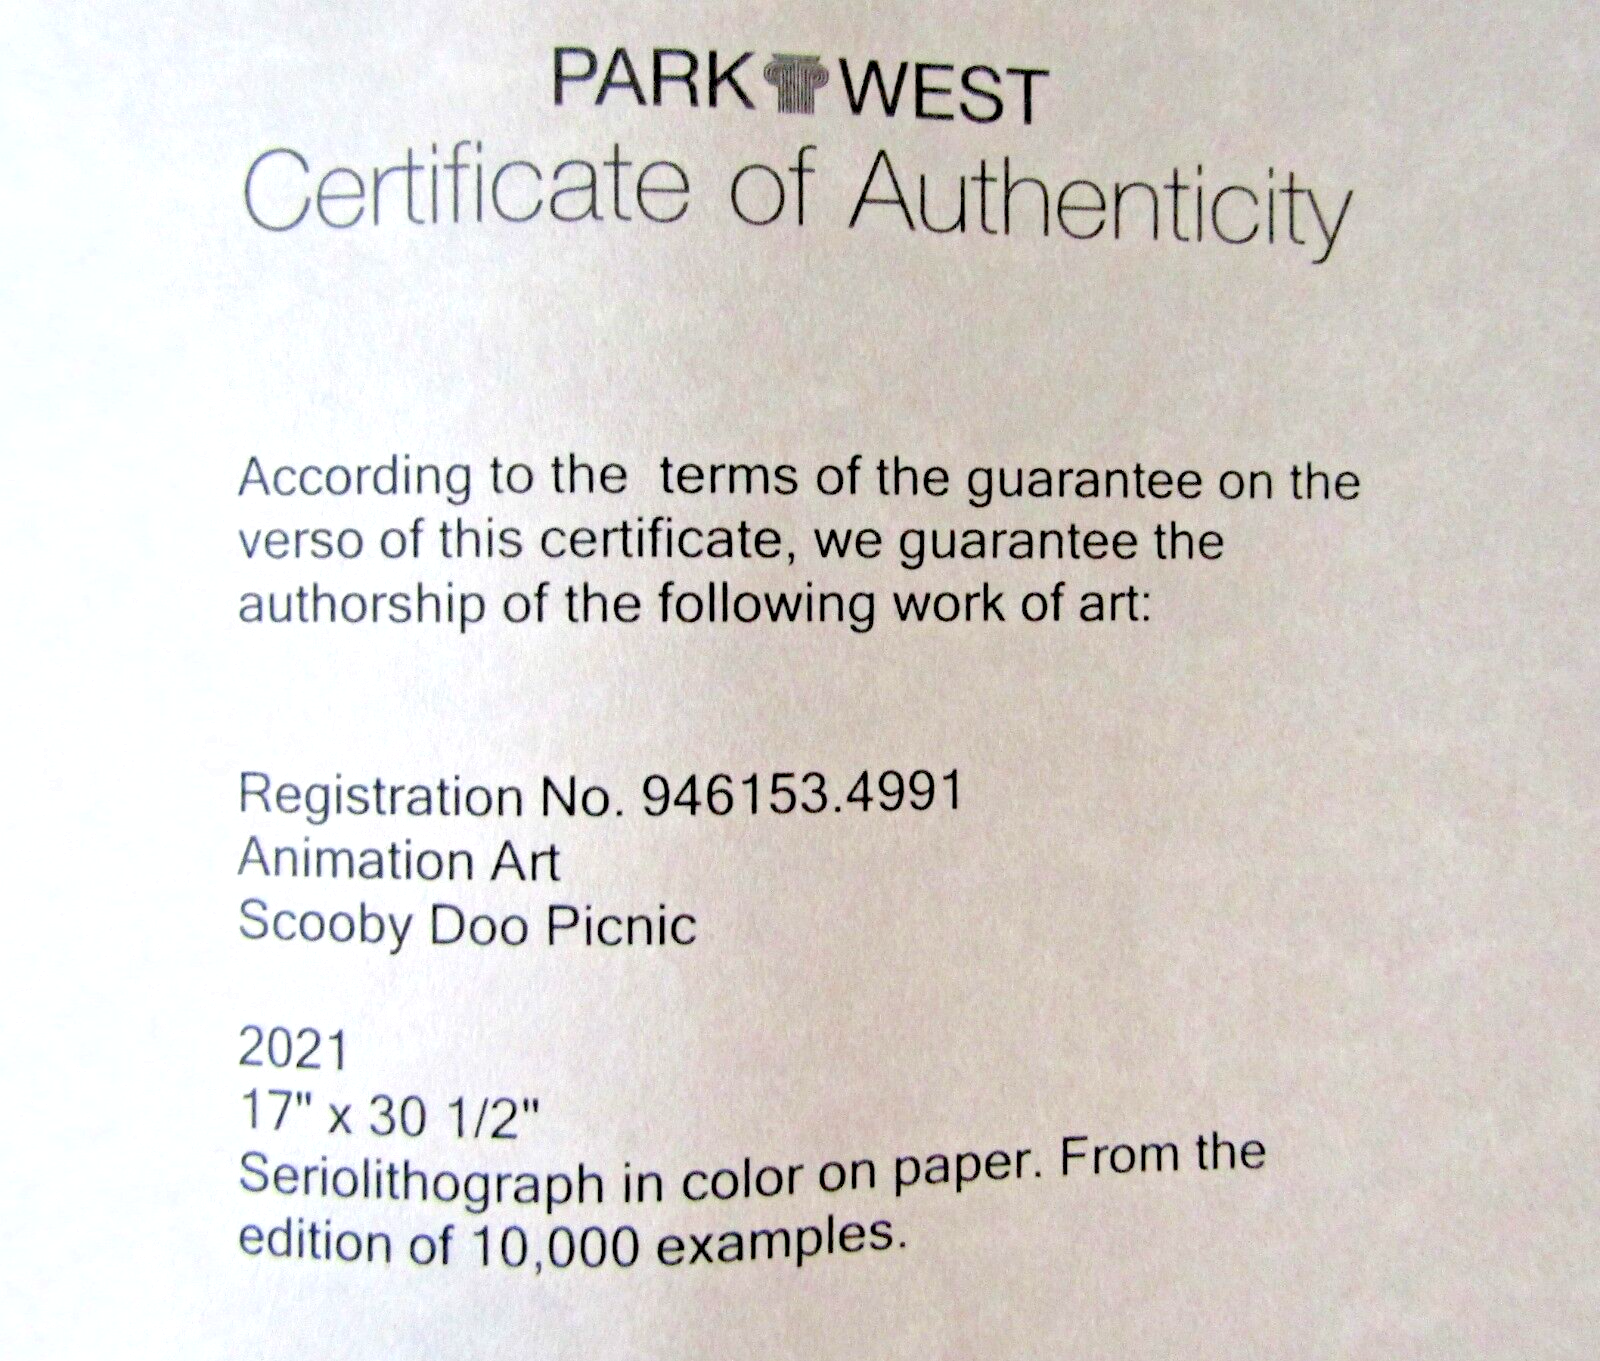 PARK WEST
Certificate of Authenticity
According to the  terms of the guarantee on the
verso of this certificate, we guarantee the
authorship of the following work of art:
Registration No. 946153.4991
Animation Art
Scooby Doo Picnic
2021
17" x 30 1/2"
Seriolithograph in color on paper. From the
edition of 10,000 examples.